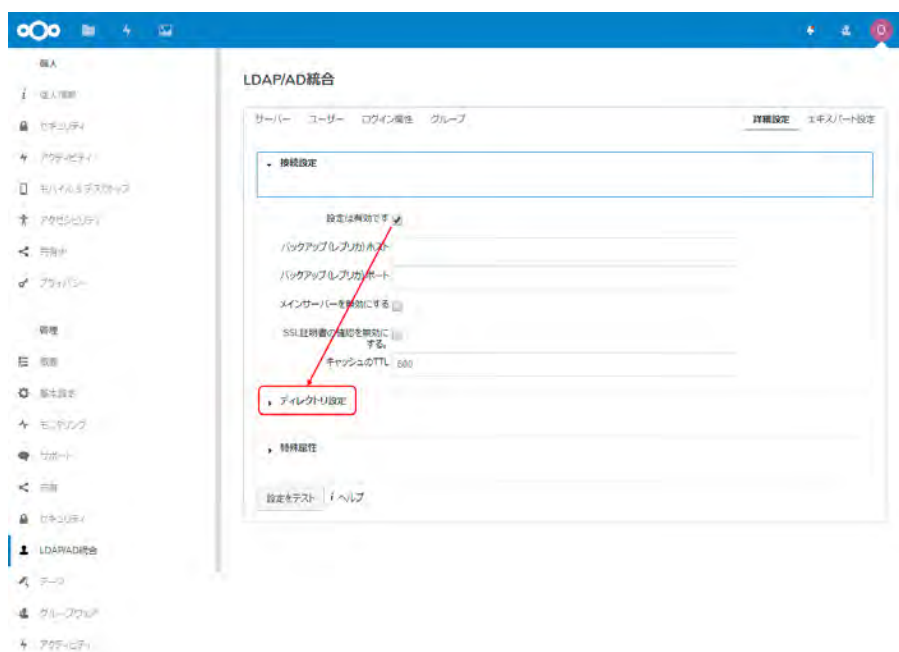 個人
個人情報
セキュリティ
アクティビティ
モバイル&デスクトップ
アクセシビリティ
共有中
プライバシー
管理
概要
基本設定
モニタリング
サポート
共有
セキュリティ
LDAP/AD統合
テーマ
グループウェア
アクティビティ
LDAP/AD統合
サーバー ユーザー ログイン属性 グループ 詳細設定 エキスパート設定
接続設定
設定は有効です
バックアップ(レプリカ)ホスト
バックアップ(レプリカ)ポート
メインサーバーを無効にする
SSL証明書の確認を無効に
する。
キャッシュのTTL 600
ディレクトリ設定
特殊属性
設定をテスト i ヘルプ